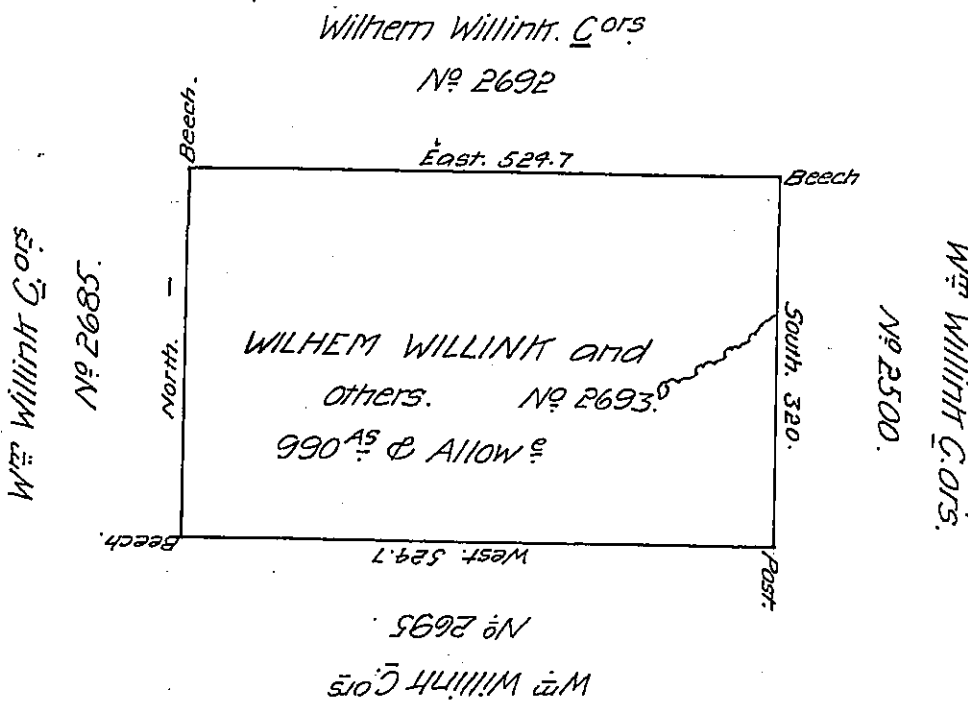 Wilhem Willink. Cors
Nº 2692
Beech.
East. 524.7
Beech
Wm Willink Cors
Nº 2685.
North. –
WILHEM WILLINK and
others. Nº 2693.
990 As & Allowe
South. 320.
Nº 2500.
Wm Willink Cors.
Beech.
West. 524.7
Post.
Nº 2695
Wm Willink Cors